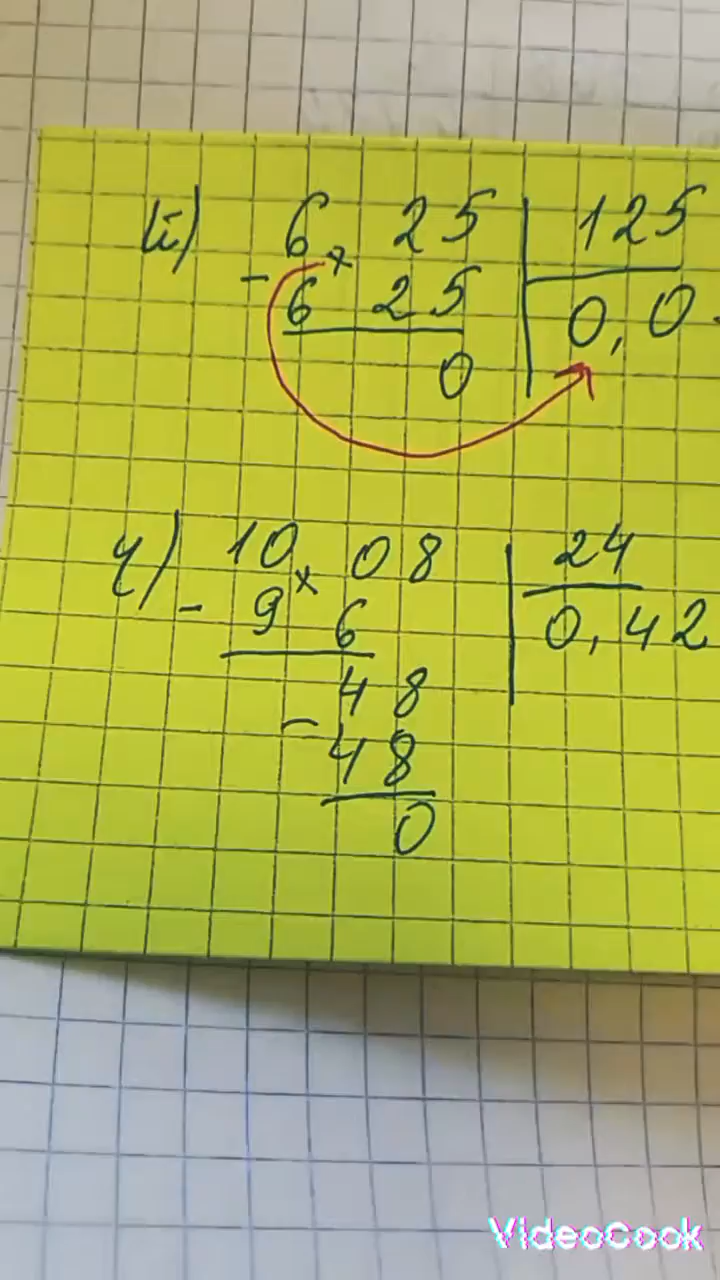 й) 6, 25 | 125
- 6 25 | 0,0
0
ч) 10, 08 | 24
- 9 6 | 0,42
48
- 48
0
VideoCook